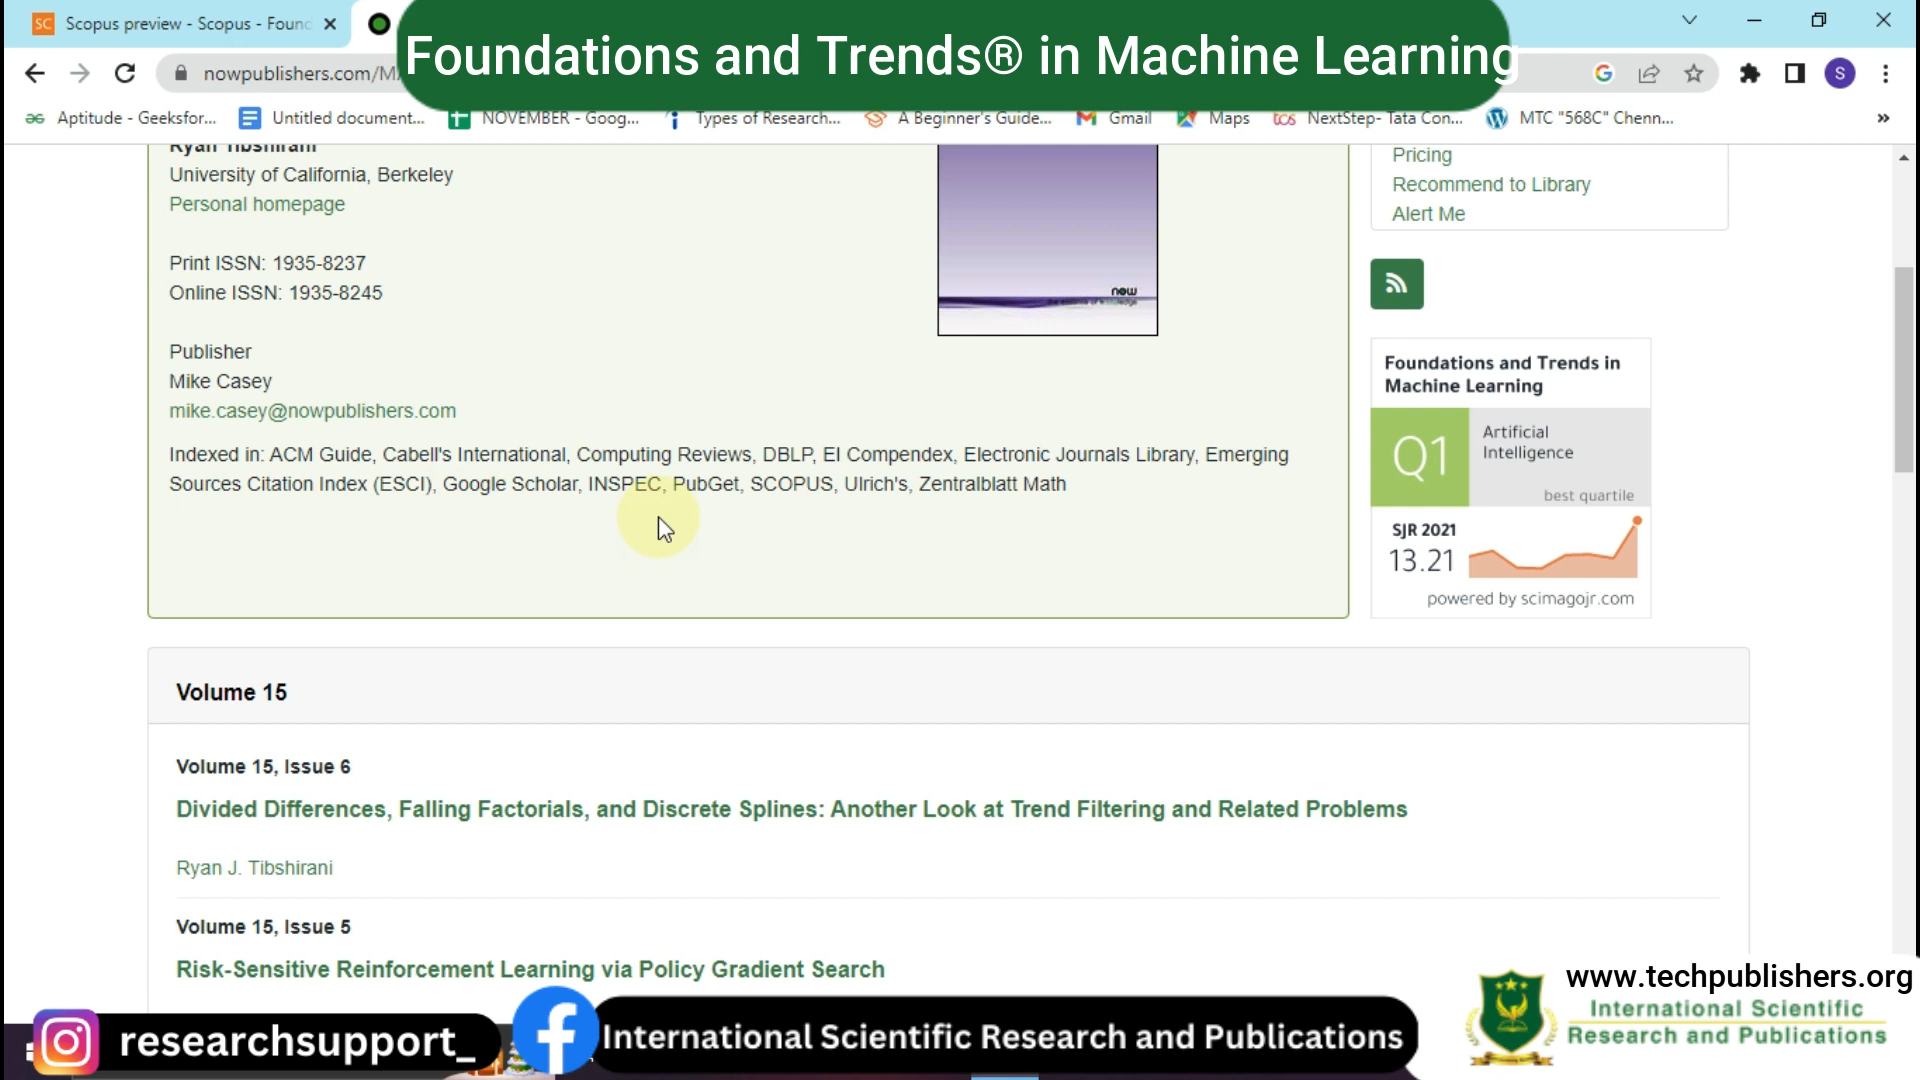 SC Scopus preview - Scopus - Foun
Foundations and Trends® in Machine Learning
nowpublishers.com/M
G
S
Aptitude - Geeksfor...
Untitled document...
NOVEMBER - Goog...
Types of Research...
A Beginner's Guide...
Gmail
Maps
tcs NextStep- Tata Con...
MTC "568C" Chenn...
»
Ryan Tibshirani
University of California, Berkeley
Personal homepage
Print ISSN: 1935-8237
Online ISSN: 1935-8245
Publisher
Mike Casey
mike.casey@nowpublishers.com
Indexed in: ACM Guide, Cabell's International, Computing Reviews, DBLP, EI Compendex, Electronic Journals Library, Emerging
Sources Citation Index (ESCI), Google Scholar, INSPEC, PubGet, SCOPUS, Ulrich's, Zentralblatt Math
now
the essence of knowledge
Pricing
Recommend to Library
Alert Me
Foundations and Trends in
Machine Learning
Q1
Artificial
Intelligence
best quartile
SJR 2021
13.21
powered by scimagojr.com
Volume 15
Volume 15, Issue 6
Divided Differences, Falling Factorials, and Discrete Splines: Another Look at Trend Filtering and Related Problems
Ryan J. Tibshirani
Volume 15, Issue 5
Risk-Sensitive Reinforcement Learning via Policy Gradient Search
www.techpublishers.org
International Scientific
Research and Publications
researchsupport_
International Scientific Research and Publications